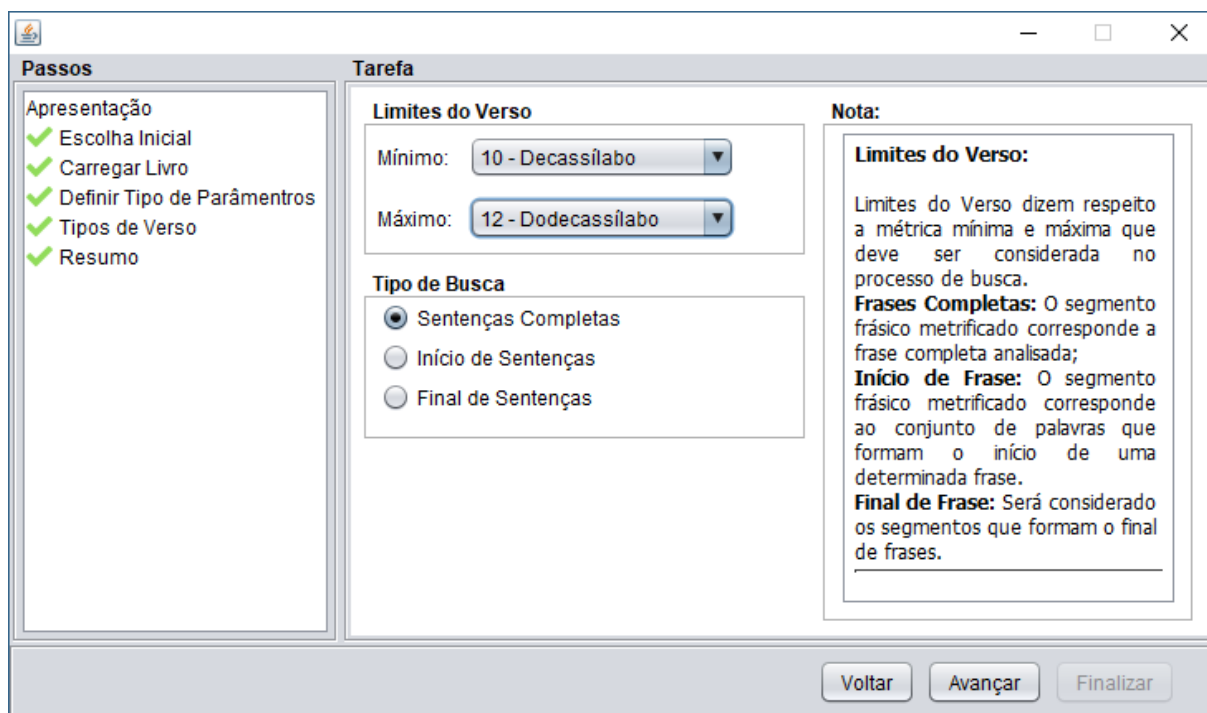 Passos
Apresentação
Escolha Inicial
Carregar Livro
Definir Tipo de Parâmentros
Tipos de Verso
Resumo
Tarefa
Limites do Verso
Mínimo: 10 - Decassílabo
Máximo: 12 - Dodecassílabo
Tipo de Busca
Sentenças Completas
Início de Sentenças
Final de Sentenças
Nota:
Limites do Verso:
Limites do Verso dizem respeito
a métrica mínima e máxima que
deve ser considerada no
processo de busca.
Frases Completas: O segmento
frásico metrificado corresponde a
frase completa analisada;
Início de Frase: O segmento
frásico metrificado corresponde
ao conjunto de palavras que
formam o início de uma
determinada frase.
Final de Frase: Será considerado
os segmentos que formam o final
de frases.
Voltar
Avançar
Finalizar